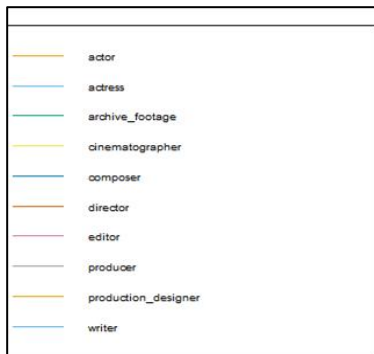 actor
actress
archive_footage
cinematographer
composer
director
editor
producer
production_designer
writer